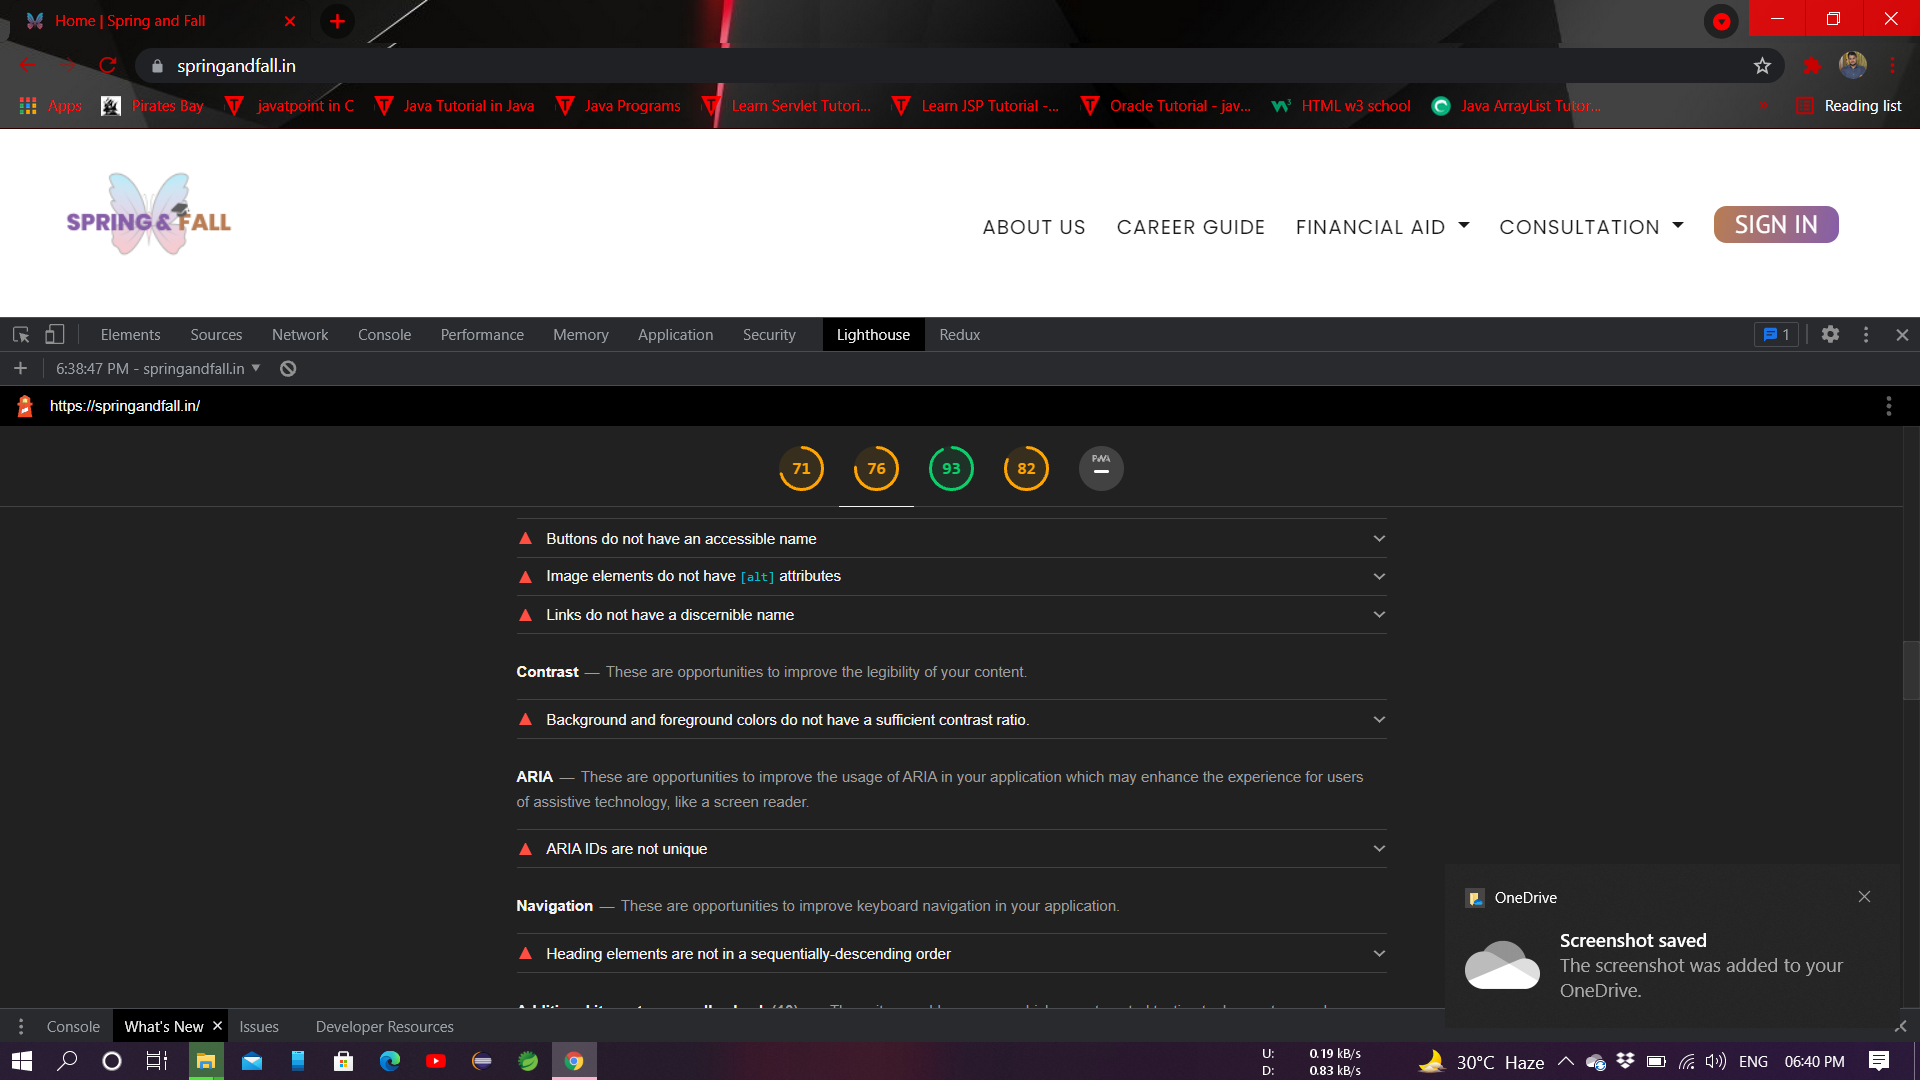 Home | Spring and Fall
springandfall.in
Apps
Pirates Bay
javatpoint in C
Java Tutorial in Java
Java Programs
Learn Servlet Tutori...
Learn JSP Tutorial -...
Oracle Tutorial - jav...
HTML w3 school
Java ArrayList Tutor...
Reading list
SPRING & FALL
ABOUT US
CAREER GUIDE
FINANCIAL AID
CONSULTATION
SIGN IN
Elements
Sources
Network
Console
Performance
Memory
Application
Security
Lighthouse
Redux
1
6:38:47 PM - springandfall.in
https://springandfall.in/
71
76
93
82
PWA
Buttons do not have an accessible name
Image elements do not have [alt] attributes
Links do not have a discernible name
Contrast — These are opportunities to improve the legibility of your content.
Background and foreground colors do not have a sufficient contrast ratio.
ARIA — These are opportunities to improve the usage of ARIA in your application which may enhance the experience for users
of assistive technology, like a screen reader.
ARIA IDs are not unique
Navigation — These are opportunities to improve keyboard navigation in your application.
Heading elements are not in a sequentially-descending order
OneDrive
Screenshot saved
The screenshot was added to your
OneDrive.
Console
What's New
Issues
Developer Resources
U: 0.19 kB/s
D: 0.83 kB/s
30°C Haze
ENG
06:40 PM